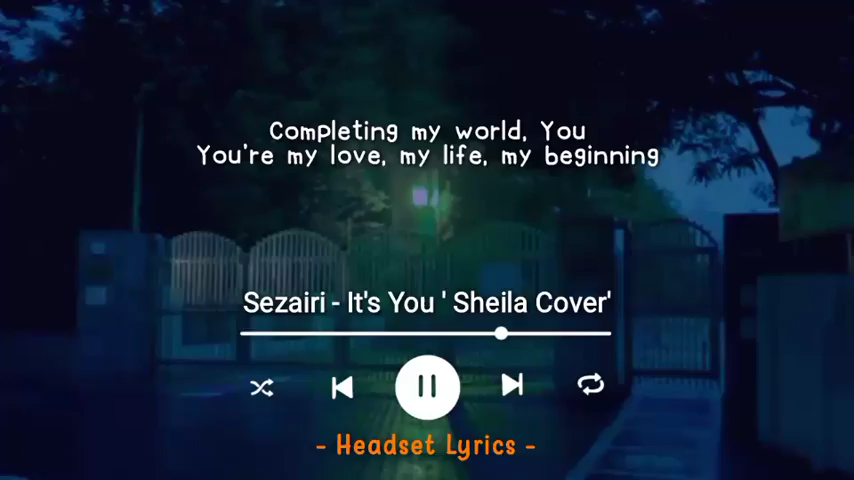 Completing my world, You
You're my love, my life, my beginning
Sezairi - It's You ' Sheila Cover'
- Headset Lyrics -